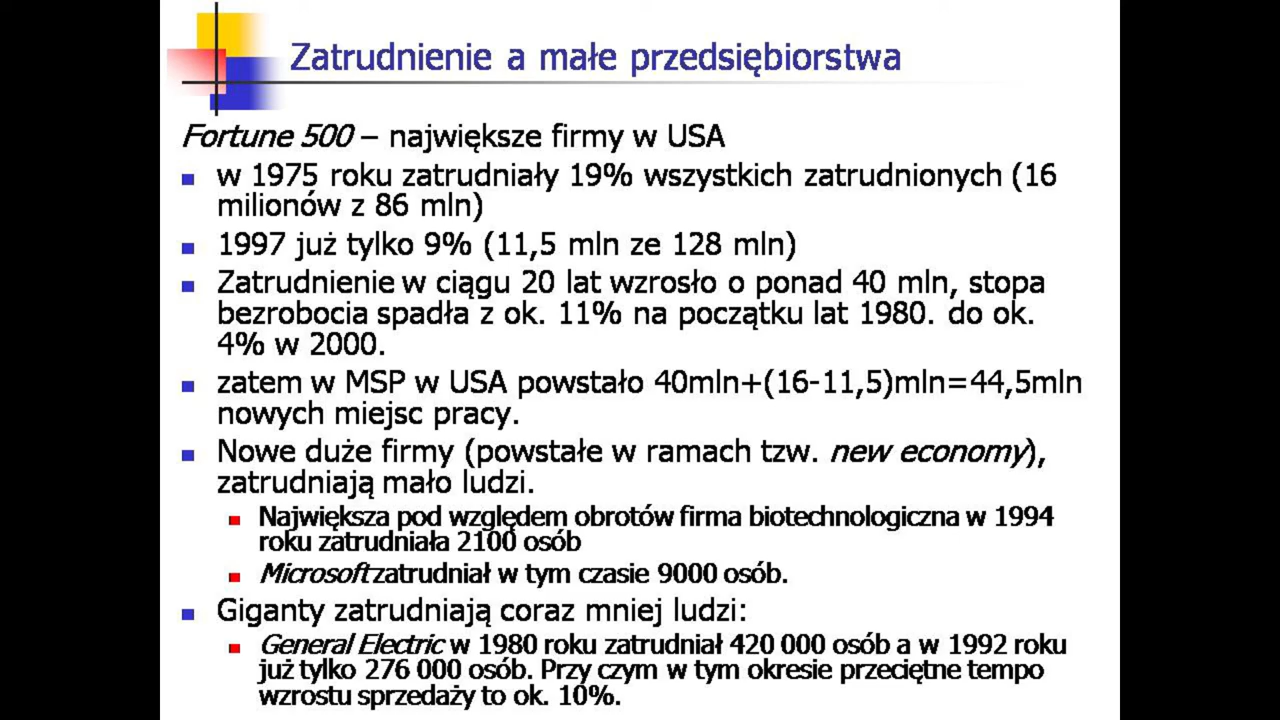 Zatrudnienie a małe przedsiębiorstwa
Fortune 500 – największe firmy w USA
w 1975 roku zatrudniały 19% wszystkich zatrudnionych (16
milionów z 86 mln)
1997 już tylko 9% (11,5 mln ze 128 mln)
Zatrudnienie w ciągu 20 lat wzrosło o ponad 40 mln, stopa
bezrobocia spadła z ok. 11% na początku lat 1980. do ok.
4% w 2000.
zatem w MSP w USA powstało 40mln+(16-11,5)mln=44,5mln
nowych miejsc pracy.
Nowe duże firmy (powstałe w ramach tzw. new economy),
zatrudniają mało ludzi.
Największa pod względem obrotów firma biotechnologiczna w 1994
roku zatrudniała 2100 osób
Microsoft zatrudniał w tym czasie 9000 osób.
Giganty zatrudniają coraz mniej ludzi:
General Electric w 1980 roku zatrudniał 420 000 osób a w 1992 roku
już tylko 276 000 osób. Przy czym w tym okresie przeciętne tempo
wzrostu sprzedaży to ok. 10%.